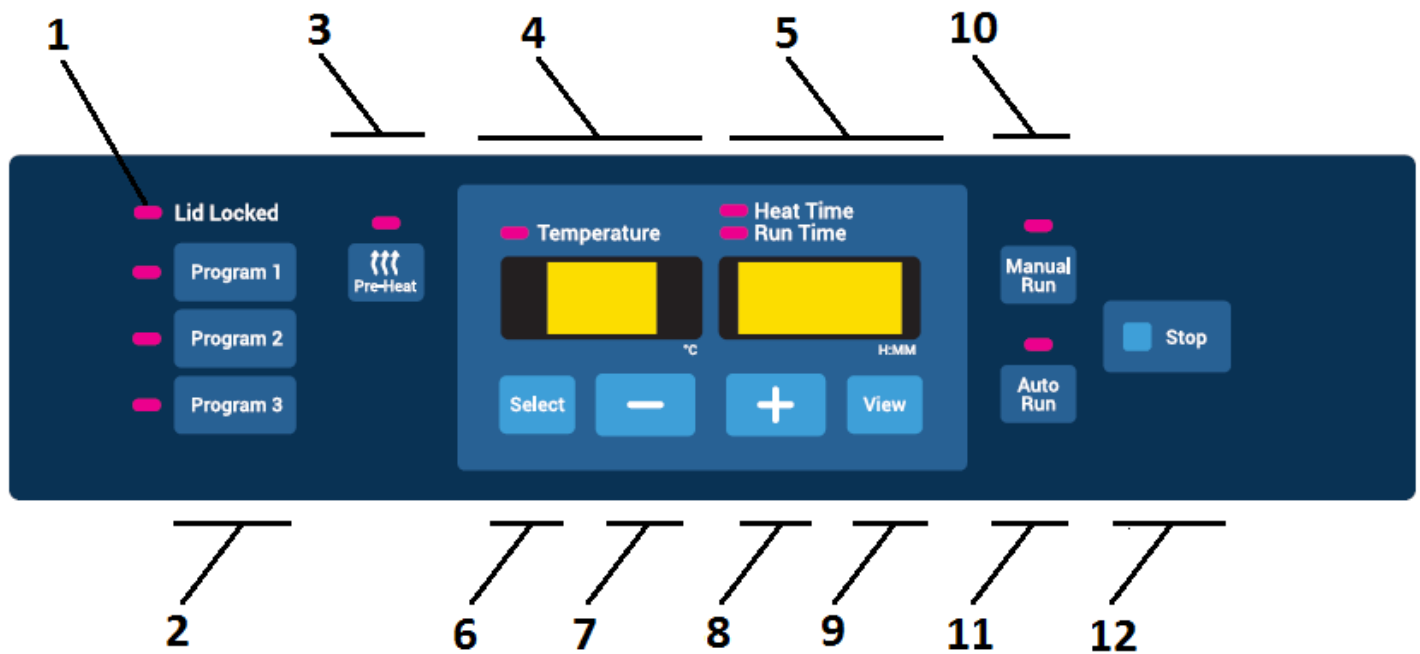 1
3
4
5
10
Lid Locked
Program 1
Program 2
Program 3
Pre-Heat
Temperature
Heat Time
Run Time
°C
H:MM
Select
−
+
View
Manual
Run
Auto
Run
Stop
2
6
7
8
9
11
12